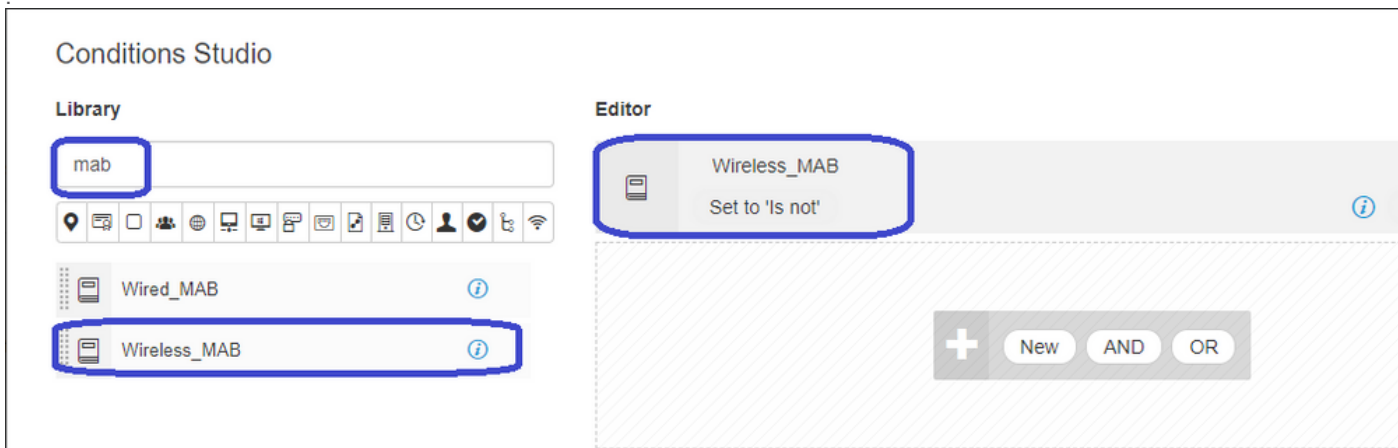 .
Conditions Studio
Library
mab
Wired_MAB
Wireless_MAB
Editor
Wireless_MAB
Set to 'Is not'
New AND OR